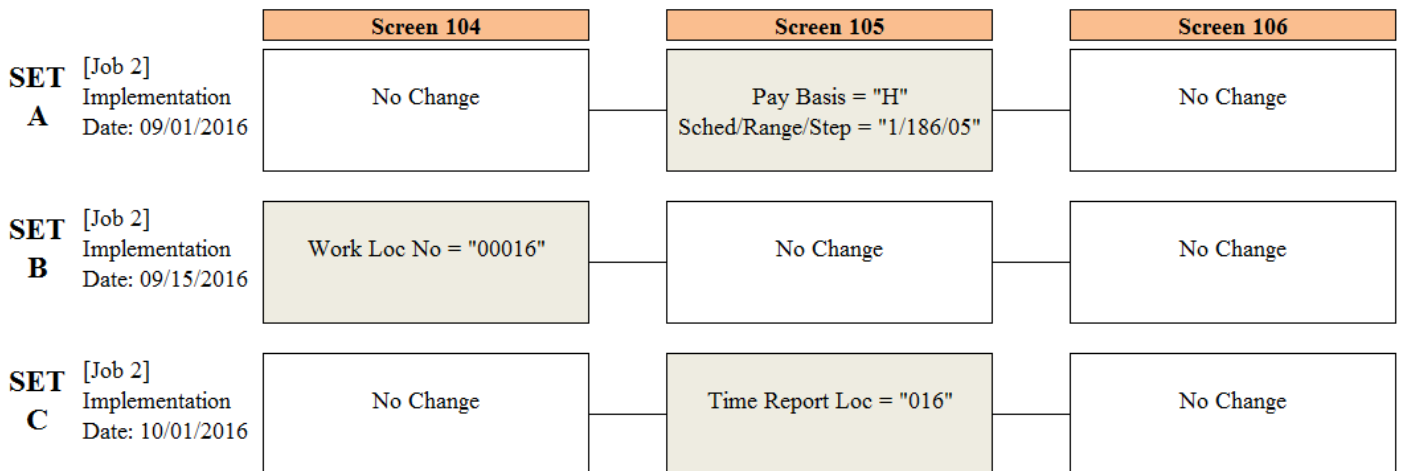 Screen 104
Screen 105
Screen 106
SET A
[Job 2]
Implementation
Date: 09/01/2016
No Change
Pay Basis = "H"
Sched/Range/Step = "1/186/05"
No Change
SET B
[Job 2]
Implementation
Date: 09/15/2016
Work Loc No = "00016"
No Change
No Change
SET C
[Job 2]
Implementation
Date: 10/01/2016
No Change
Time Report Loc = "016"
No Change